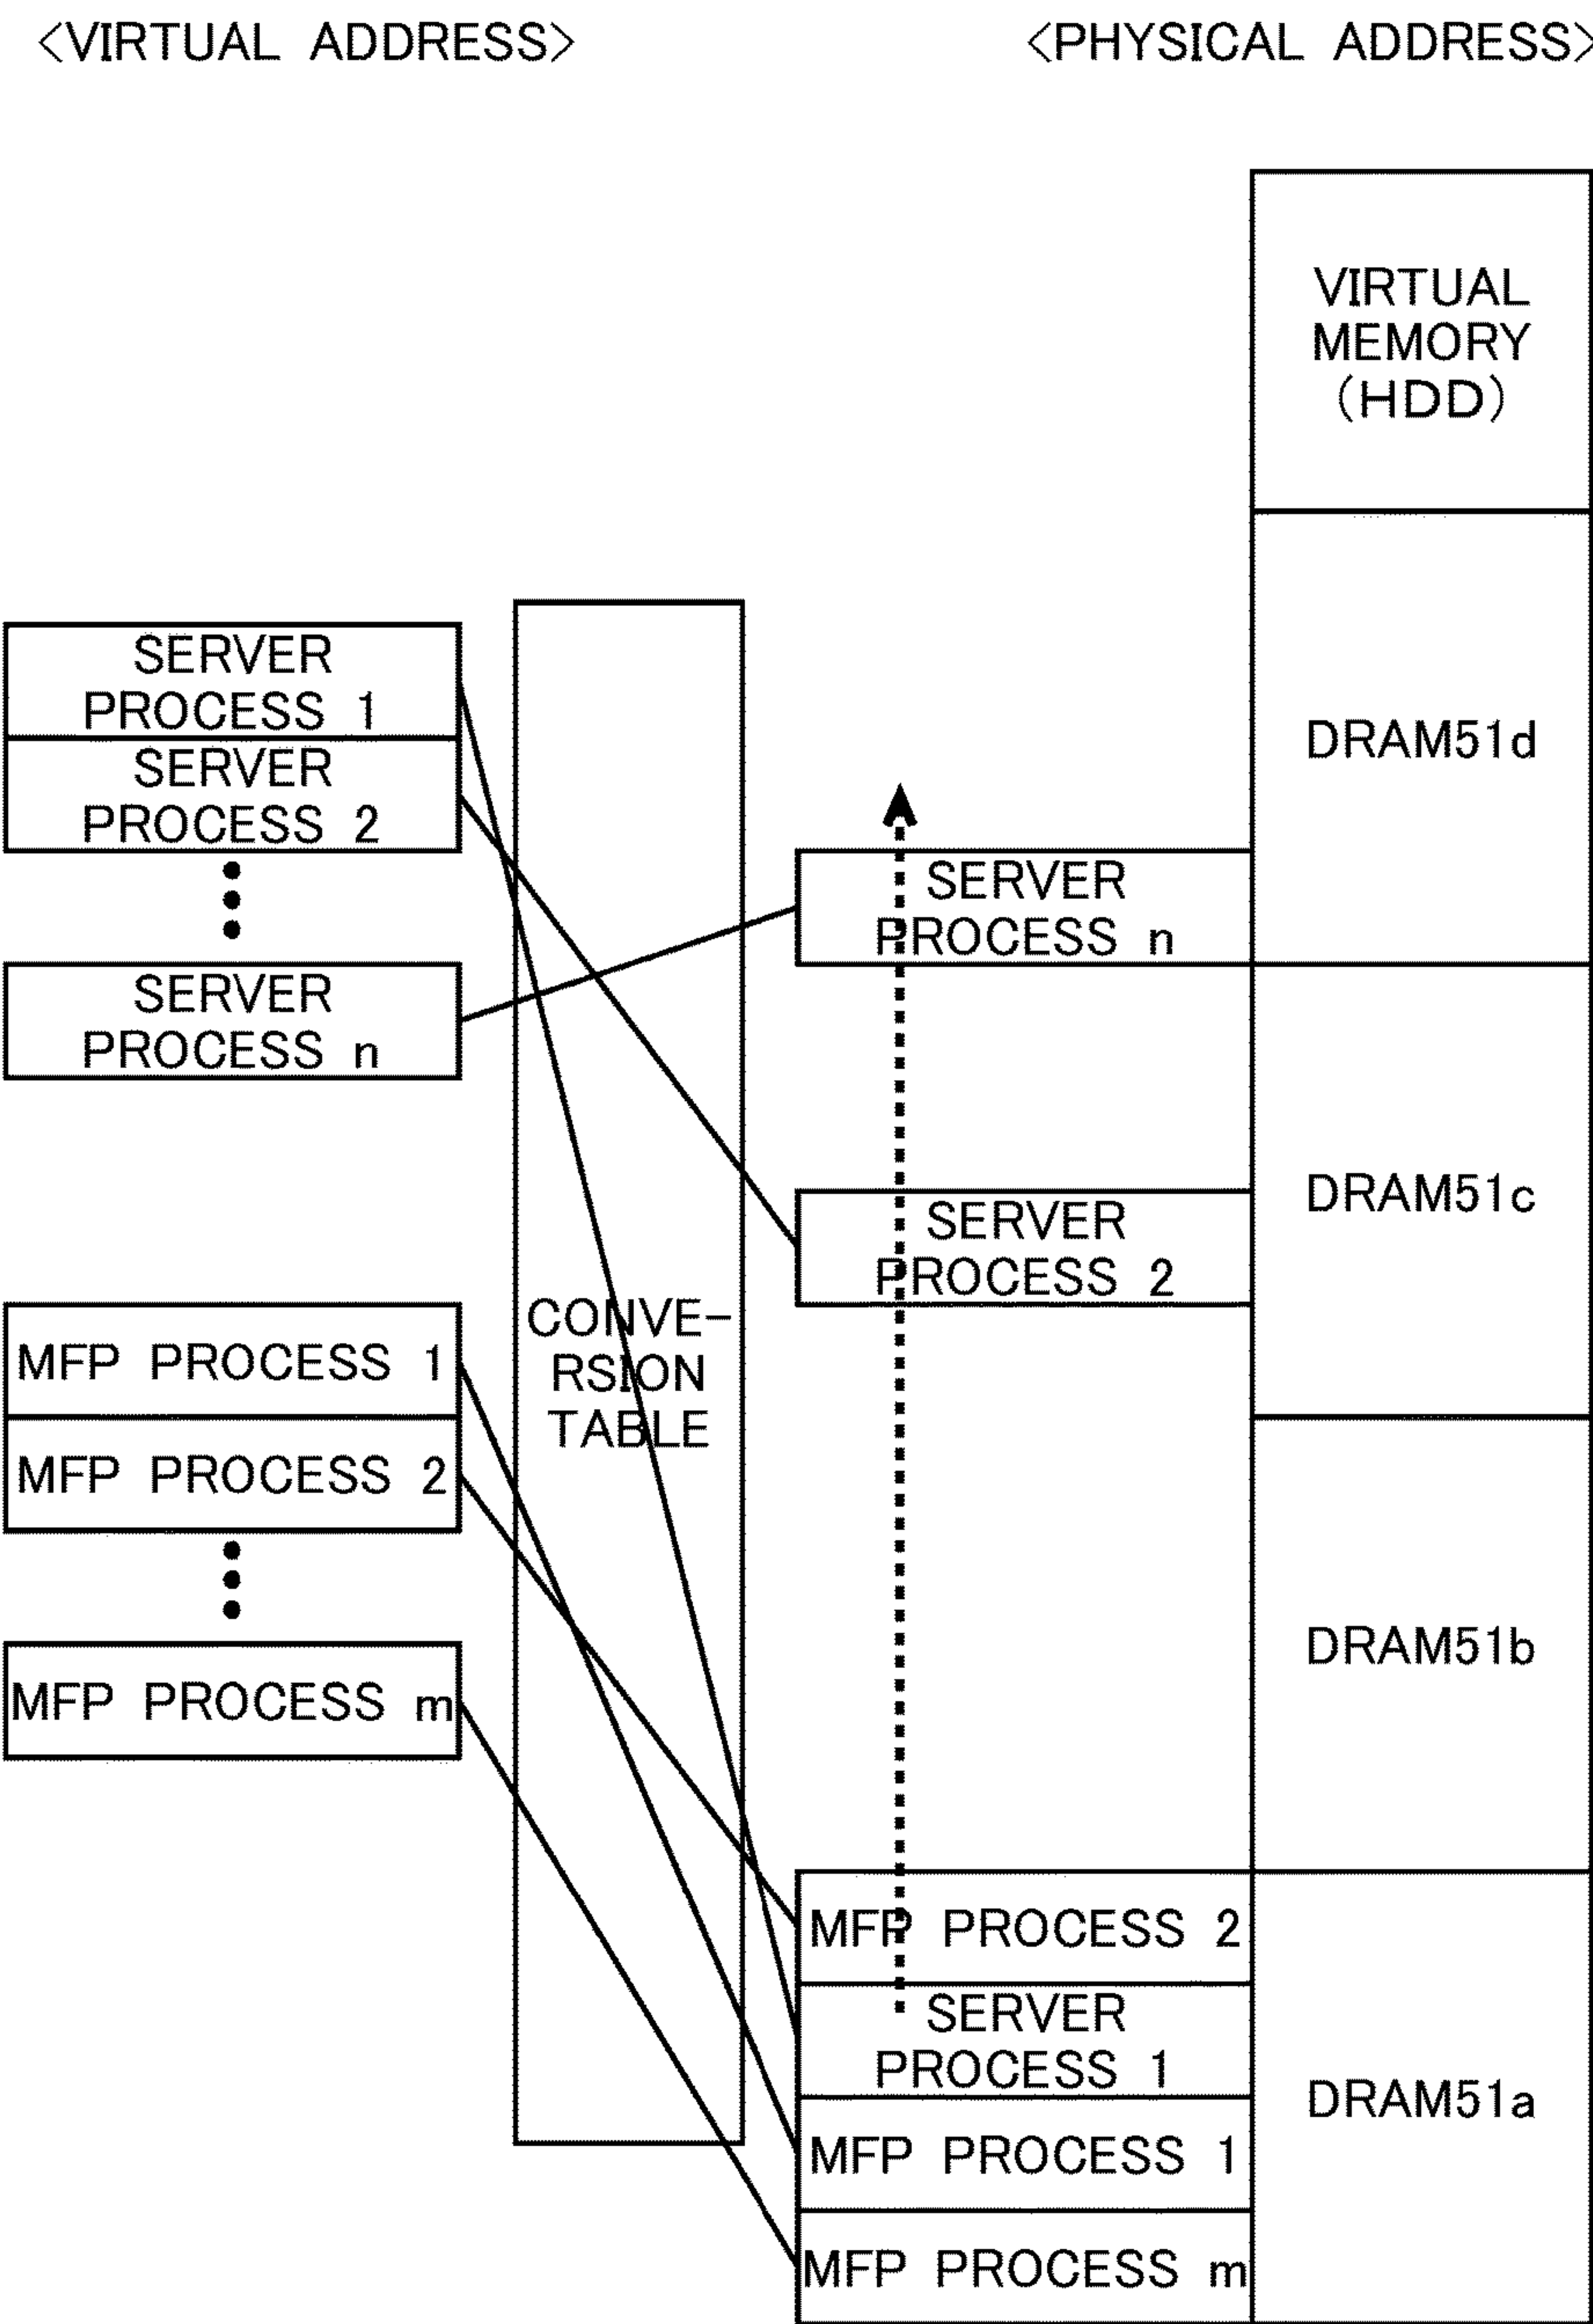 <VIRTUAL ADDRESS>
<PHYSICAL ADDRESS>
SERVER
PROCESS 1
SERVER
PROCESS 2
SERVER
PROCESS n
MFP PROCESS 1
MFP PROCESS 2
MFP PROCESS m
CONVE-
RSION
TABLE
SERVER
PROCESS n
SERVER
PROCESS 2
MFP PROCESS 2
SERVER
PROCESS 1
MFP PROCESS 1
MFP PROCESS m
VIRTUAL
MEMORY
(HDD)
DRAM51d
DRAM51c
DRAM51b
DRAM51a